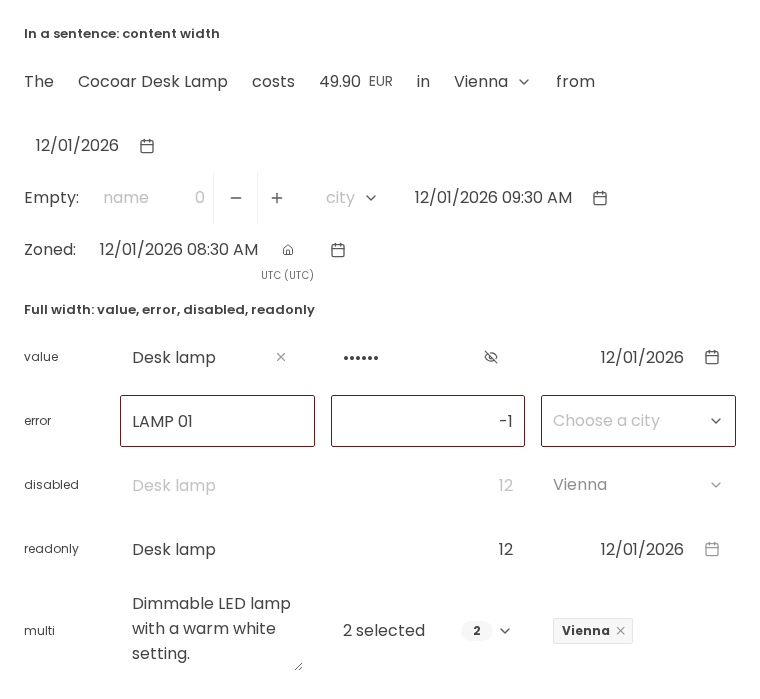 In a sentence: content width
The Cocoar Desk Lamp costs 49.90 EUR in Vienna from
12/01/2026
Empty: name 0 city 12/01/2026 09:30 AM
Zoned: 12/01/2026 08:30 AM
UTC (UTC)
Full width: value, error, disabled, readonly
value Desk lamp •••••• 12/01/2026
error LAMP 01 -1 Choose a city
disabled Desk lamp 12 Vienna
readonly Desk lamp 12 12/01/2026
multi Dimmable LED lamp
with a warm white
setting.
2 selected 2 Vienna